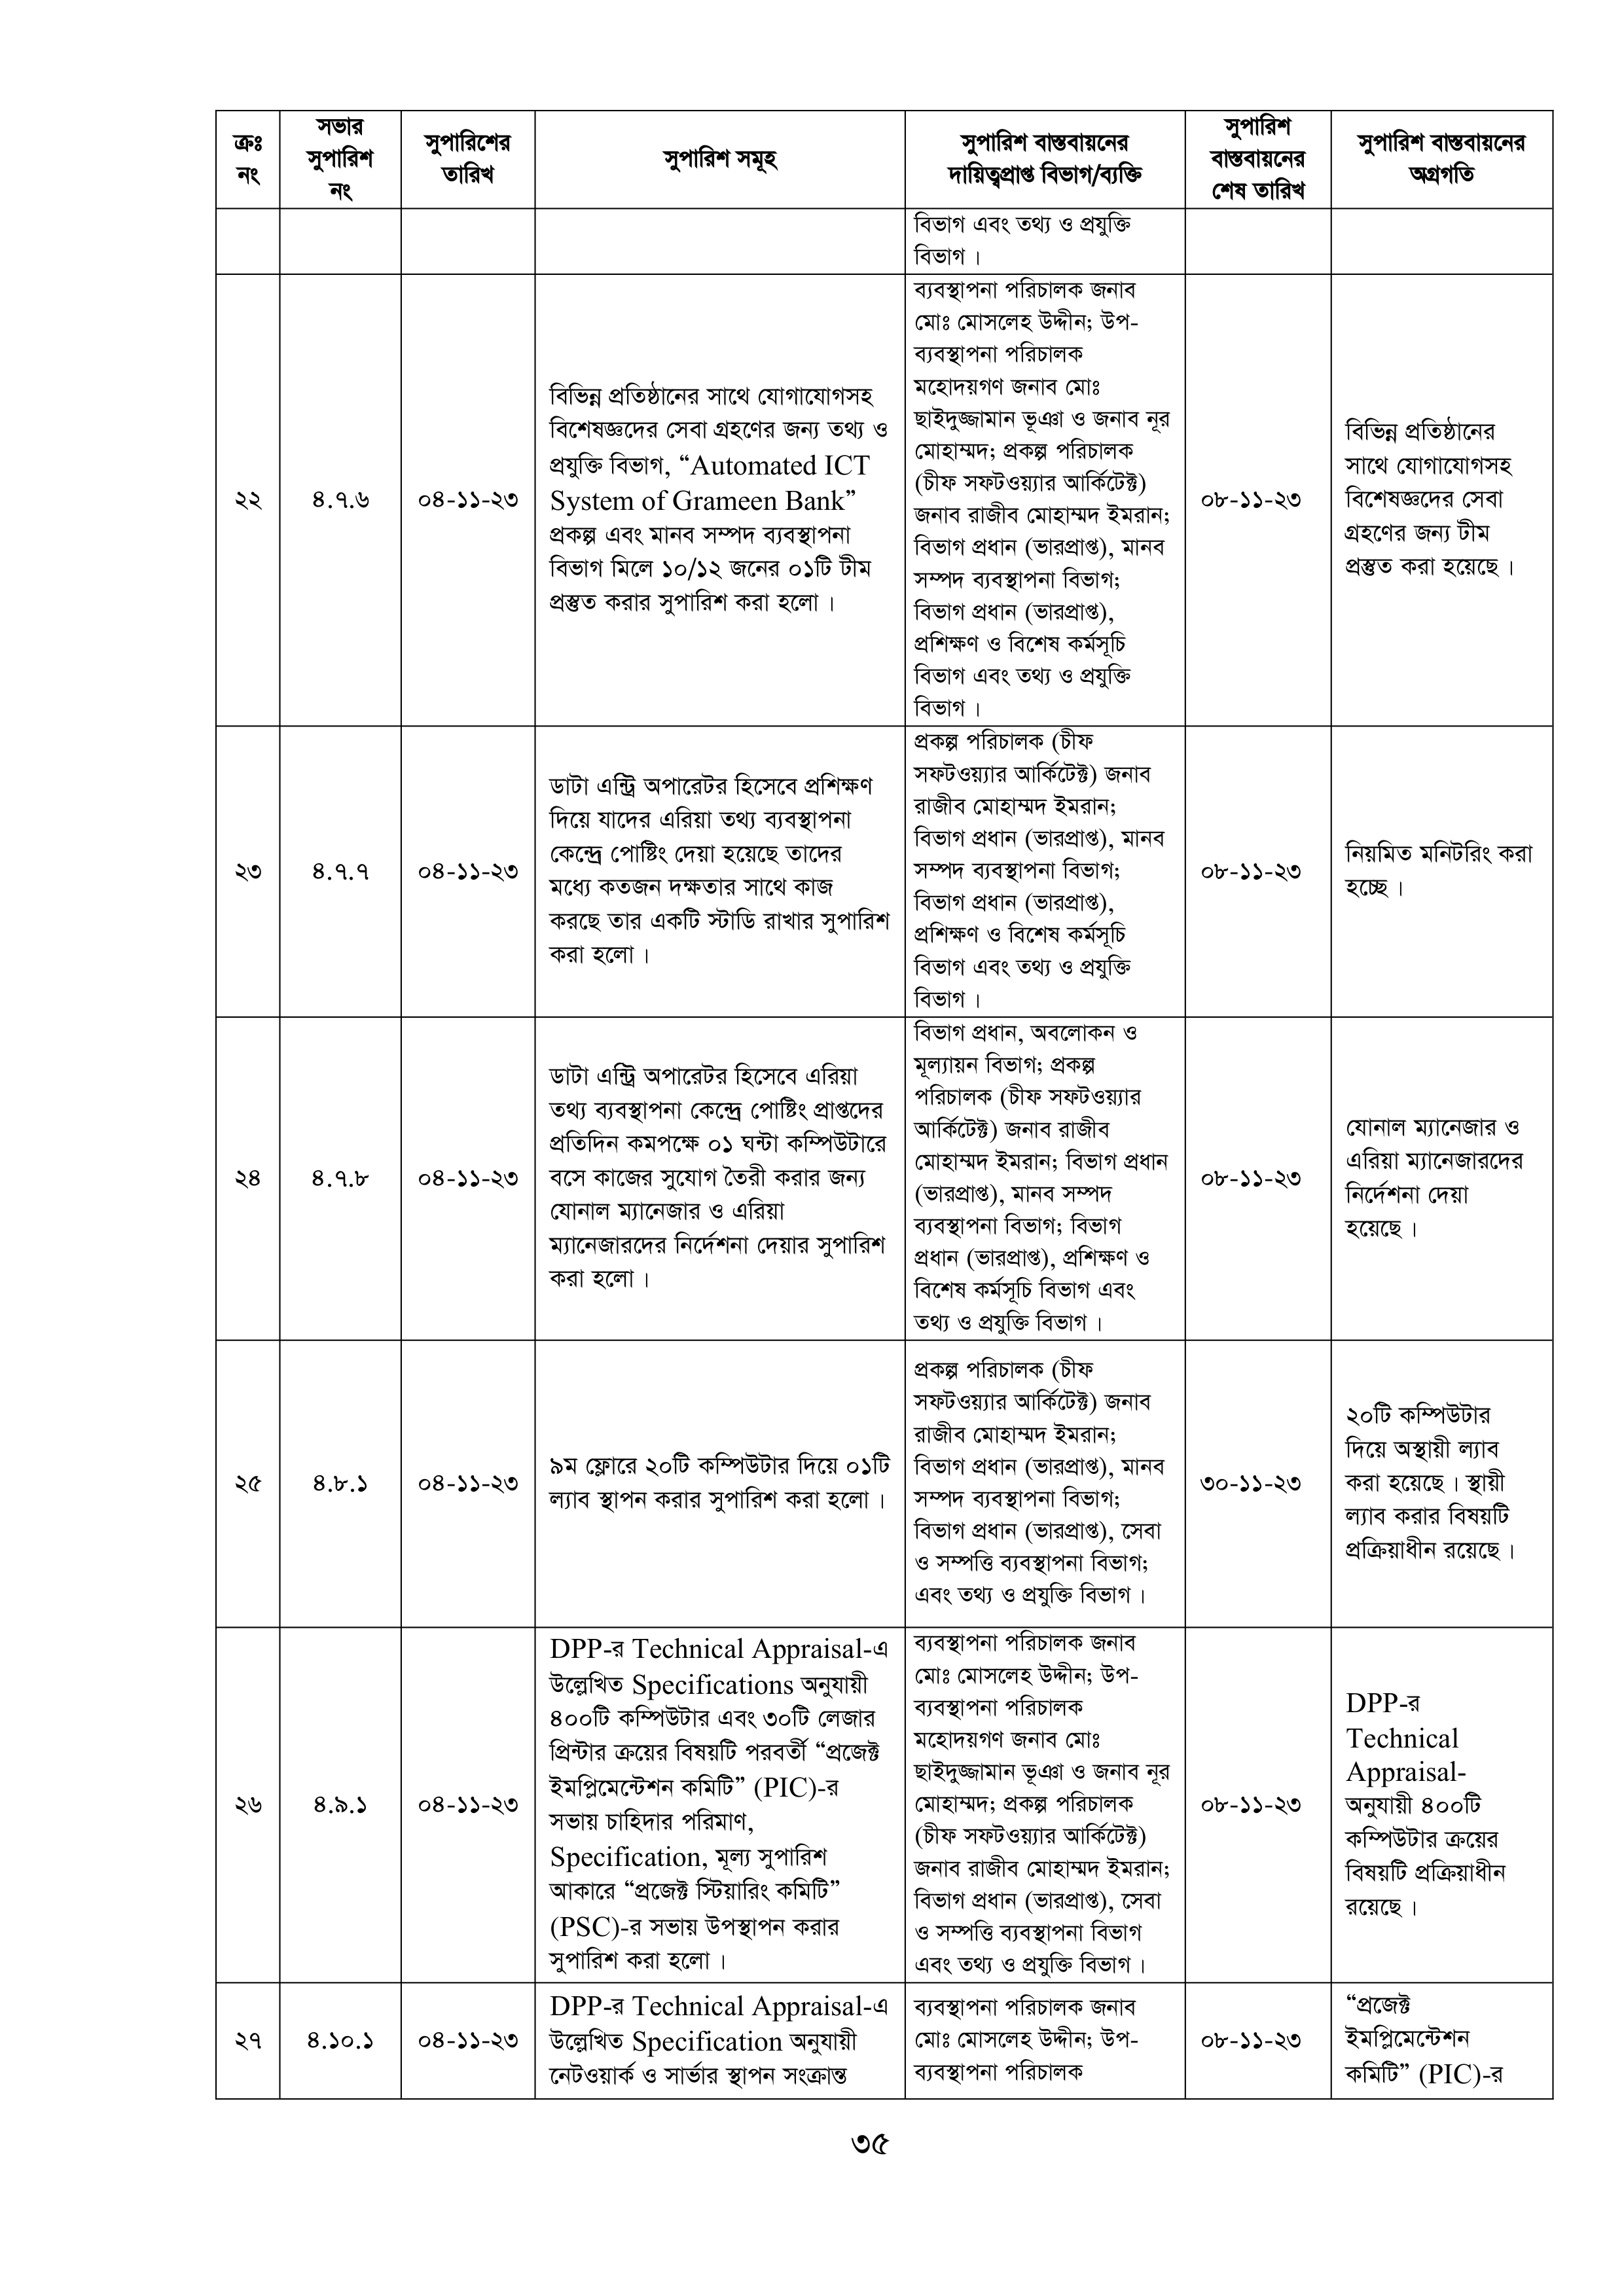 ক্রঃ
নং
সভার
সুপারিশ
নং
সুপারিশের
তারিখ
সুপারিশ সমূহ
সুপারিশ বাস্তবায়নের
দায়িত্বপ্রাপ্ত বিভাগ/ব্যক্তি
সুপারিশ
বাস্তবায়নের
শেষ তারিখ
সুপারিশ বাস্তবায়নের
অগ্রগতি
বিভাগ এবং তথ্য ও প্রযুক্তি
বিভাগ।
২২
৪.৭.৬
০৪-১১-২৩
বিভিন্ন প্রতিষ্ঠানের সাথে যোগাযোগসহ
বিশেষজ্ঞদের সেবা গ্রহণের জন্য তথ্য ও
প্রযুক্তি বিভাগ, “Automated ICT
System of Grameen Bank”
প্রকল্প এবং মানব সম্পদ ব্যবস্থাপনা
বিভাগ মিলে ১০/১২ জনের ০১টি টীম
প্রস্তুত করার সুপারিশ করা হলো।
ব্যবস্থাপনা পরিচালক জনাব
মোঃ মোসলেহ উদ্দীন; উপ-
ব্যবস্থাপনা পরিচালক
মহোদয়গণ জনাব মোঃ
ছাইদুজ্জামান ভূঞা ও জনাব নূর
মোহাম্মদ; প্রকল্প পরিচালক
(চীফ সফটওয়্যার আর্কিটেক্ট)
জনাব রাজীব মোহাম্মদ ইমরান;
বিভাগ প্রধান (ভারপ্রাপ্ত), মানব
সম্পদ ব্যবস্থাপনা বিভাগ;
বিভাগ প্রধান (ভারপ্রাপ্ত),
প্রশিক্ষণ ও বিশেষ কর্মসূচি
বিভাগ এবং তথ্য ও প্রযুক্তি
বিভাগ।
০৮-১১-২৩
বিভিন্ন প্রতিষ্ঠানের
সাথে যোগাযোগসহ
বিশেষজ্ঞদের সেবা
গ্রহণের জন্য টীম
প্রস্তুত করা হয়েছে।
২৩
৪.৭.৭
০৪-১১-২৩
ডাটা এন্ট্রি অপারেটর হিসেবে প্রশিক্ষণ
দিয়ে যাদের এরিয়া তথ্য ব্যবস্থাপনা
কেন্দ্রে পোষ্টিং দেয়া হয়েছে তাদের
মধ্যে কতজন দক্ষতার সাথে কাজ
করছে তার একটি স্টাডি রাখার সুপারিশ
করা হলো।
প্রকল্প পরিচালক (চীফ
সফটওয়্যার আর্কিটেক্ট) জনাব
রাজীব মোহাম্মদ ইমরান;
বিভাগ প্রধান (ভারপ্রাপ্ত), মানব
সম্পদ ব্যবস্থাপনা বিভাগ;
বিভাগ প্রধান (ভারপ্রাপ্ত),
প্রশিক্ষণ ও বিশেষ কর্মসূচি
বিভাগ এবং তথ্য ও প্রযুক্তি
বিভাগ।
০৮-১১-২৩
নিয়মিত মনিটরিং করা
হচ্ছে।
২৪
৪.৭.৮
০৪-১১-২৩
ডাটা এন্ট্রি অপারেটর হিসেবে এরিয়া
তথ্য ব্যবস্থাপনা কেন্দ্রে পোষ্টিং প্রাপ্তদের
প্রতিদিন কমপক্ষে ০১ ঘন্টা কম্পিউটারে
বসে কাজের সুযোগ তৈরী করার জন্য
যোনাল ম্যানেজার ও এরিয়া
ম্যানেজারদের নির্দেশনা দেয়ার সুপারিশ
করা হলো।
বিভাগ প্রধান, অবলোকন ও
মূল্যায়ন বিভাগ; প্রকল্প
পরিচালক (চীফ সফটওয়্যার
আর্কিটেক্ট) জনাব রাজীব
মোহাম্মদ ইমরান; বিভাগ প্রধান
(ভারপ্রাপ্ত), মানব সম্পদ
ব্যবস্থাপনা বিভাগ; বিভাগ
প্রধান (ভারপ্রাপ্ত), প্রশিক্ষণ ও
বিশেষ কর্মসূচি বিভাগ এবং
তথ্য ও প্রযুক্তি বিভাগ।
০৮-১১-২৩
যোনাল ম্যানেজার ও
এরিয়া ম্যানেজারদের
নির্দেশনা দেয়া
হয়েছে।
২৫
৪.৮.১
০৪-১১-২৩
৯ম ফ্লোরে ২০টি কম্পিউটার দিয়ে ০১টি
ল্যাব স্থাপন করার সুপারিশ করা হলো।
প্রকল্প পরিচালক (চীফ
সফটওয়্যার আর্কিটেক্ট) জনাব
রাজীব মোহাম্মদ ইমরান;
বিভাগ প্রধান (ভারপ্রাপ্ত), মানব
সম্পদ ব্যবস্থাপনা বিভাগ;
বিভাগ প্রধান (ভারপ্রাপ্ত), সেবা
ও সম্পত্তি ব্যবস্থাপনা বিভাগ;
এবং তথ্য ও প্রযুক্তি বিভাগ।
৩০-১১-২৩
২০টি কম্পিউটার
দিয়ে অস্থায়ী ল্যাব
করা হয়েছে। স্থায়ী
ল্যাব করার বিষয়টি
প্রক্রিয়াধীন রয়েছে।
২৬
৪.৯.১
০৪-১১-২৩
DPP-র Technical Appraisal-এ
উল্লেখিত Specifications অনুযায়ী
৪০০টি কম্পিউটার এবং ৩০টি লেজার
প্রিন্টার ক্রয়ের বিষয়টি পরবর্তী “প্রজেক্ট
ইমপ্লিমেন্টেশন কমিটি” (PIC)-র
সভায় চাহিদার পরিমাণ,
Specification, মূল্য সুপারিশ
আকারে “প্রজেক্ট স্টিয়ারিং কমিটি”
(PSC)-র সভায় উপস্থাপন করার
সুপারিশ করা হলো।
ব্যবস্থাপনা পরিচালক জনাব
মোঃ মোসলেহ উদ্দীন; উপ-
ব্যবস্থাপনা পরিচালক
মহোদয়গণ জনাব মোঃ
ছাইদুজ্জামান ভূঞা ও জনাব নূর
মোহাম্মদ; প্রকল্প পরিচালক
(চীফ সফটওয়্যার আর্কিটেক্ট)
জনাব রাজীব মোহাম্মদ ইমরান;
বিভাগ প্রধান (ভারপ্রাপ্ত), সেবা
ও সম্পত্তি ব্যবস্থাপনা বিভাগ
এবং তথ্য ও প্রযুক্তি বিভাগ।
০৮-১১-২৩
DPP-র
Technical
Appraisal-
অনুযায়ী ৪০০টি
কম্পিউটার ক্রয়ের
বিষয়টি প্রক্রিয়াধীন
রয়েছে।
২৭
৪.১০.১
০৪-১১-২৩
DPP-র Technical Appraisal-এ
উল্লেখিত Specification অনুযায়ী
নেটওয়ার্ক ও সার্ভার স্থাপন সংক্রান্ত
ব্যবস্থাপনা পরিচালক জনাব
মোঃ মোসলেহ উদ্দীন; উপ-
ব্যবস্থাপনা পরিচালক
০৮-১১-২৩
“প্রজেক্ট
ইমপ্লিমেন্টেশন
কমিটি” (PIC)-র
৩৫